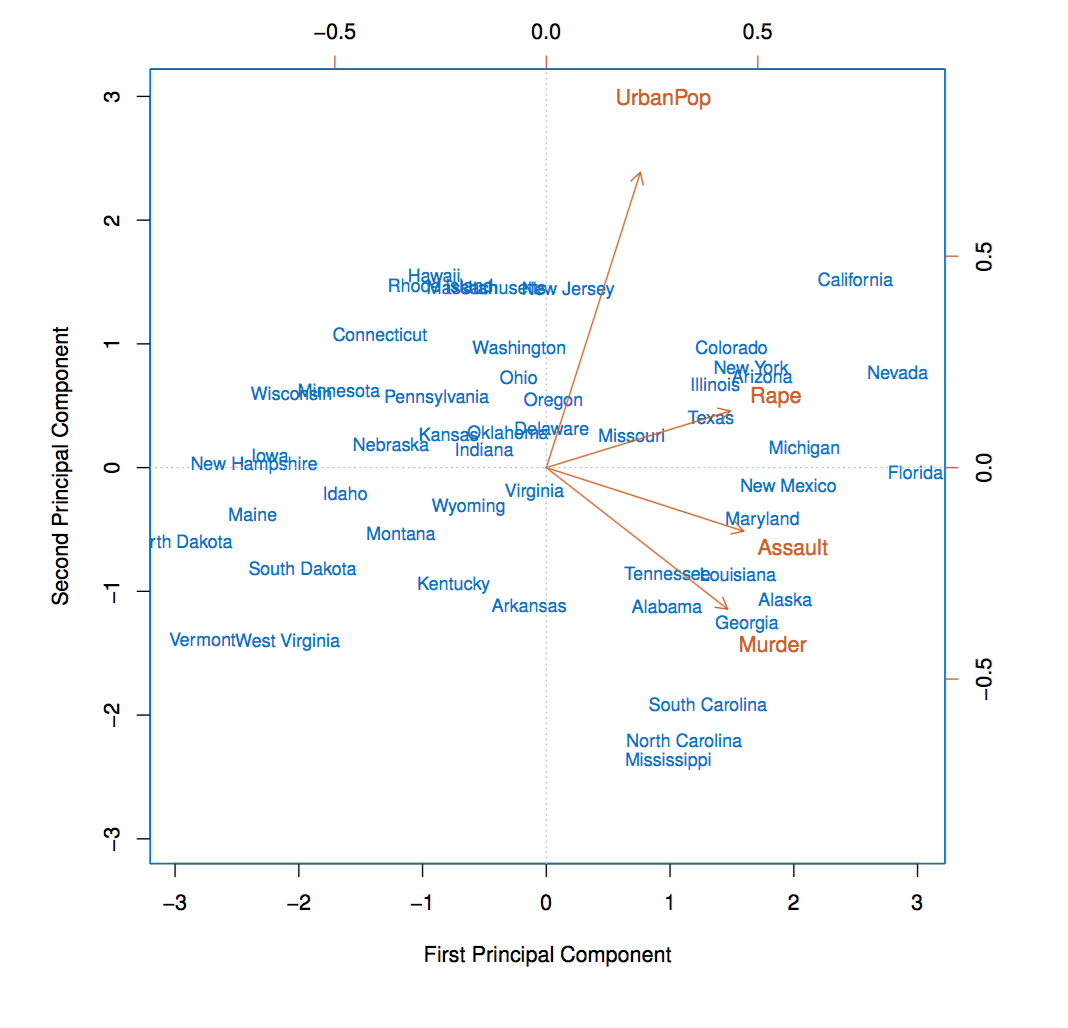 −0.5 0.0 0.5
3
UrbanPop
2
Hawaii
Rhode Island Massachusetts New Jersey
California
0.5
Connecticut
1
Washington
Colorado
New York
Ohio
Arizona
Nevada
Illinois
Wisconsin Minnesota
Pennsylvania
Oregon
Rape
Texas
Kansas Oklahoma Delaware
Missouri
Nebraska
Indiana
Michigan
Iowa
New Hampshire
0
0.0
Florida
Idaho
Virginia
New Mexico
Wyoming
Maine
Maryland
rth Dakota
Montana
Assault
South Dakota
Tennessee Louisiana
Kentucky
−1
Arkansas
Alabama
Alaska
Georgia
Vermont West Virginia
Murder
−0.5
South Carolina
−2
North Carolina
Mississippi
−3
Second Principal Component
−3 −2 −1 0 1 2 3
First Principal Component